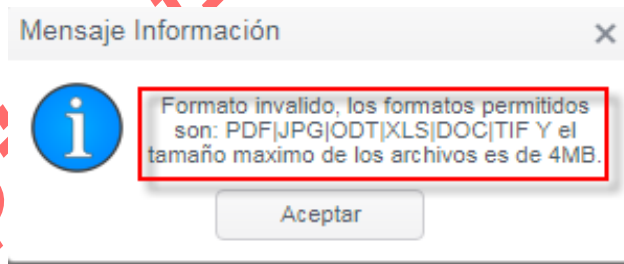 Mensaje Información
Formato invalido, los formatos permitidos
son: PDF|JPG|ODT|XLS|DOC|TIF Y el
tamaño maximo de los archivos es de 4MB.
Aceptar